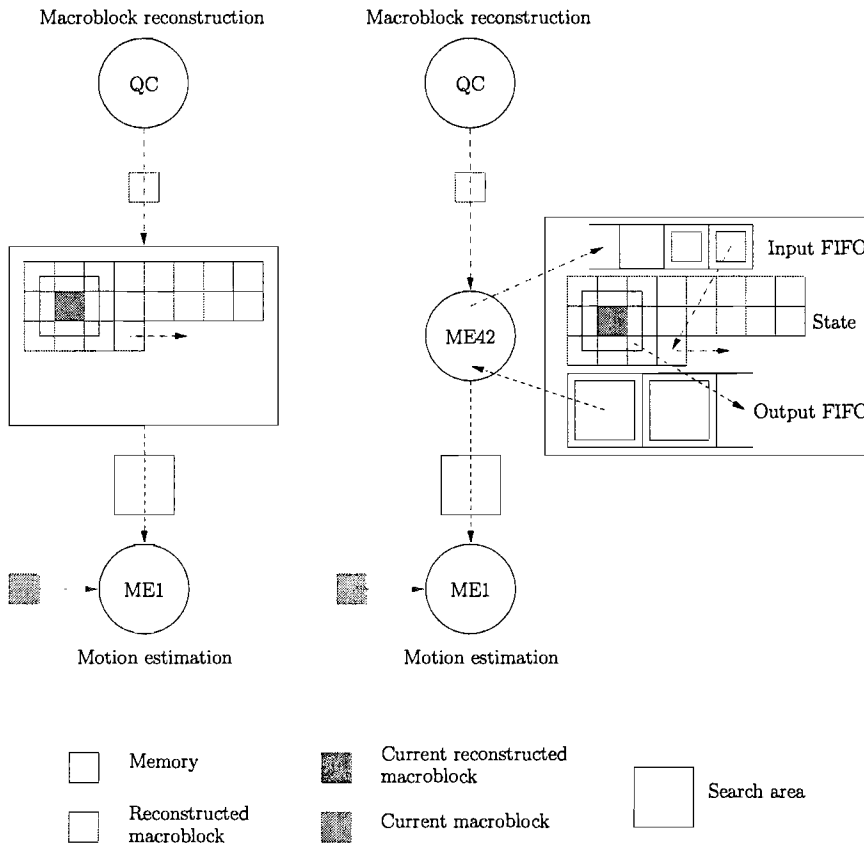 Macroblock reconstruction
Macroblock reconstruction
QC
QC
Input FIFO
State
ME42
Output FIFO
ME1
ME1
Motion estimation
Motion estimation
Memory
Current reconstructed
macroblock
Search area
Reconstructed
macroblock
Current macroblock